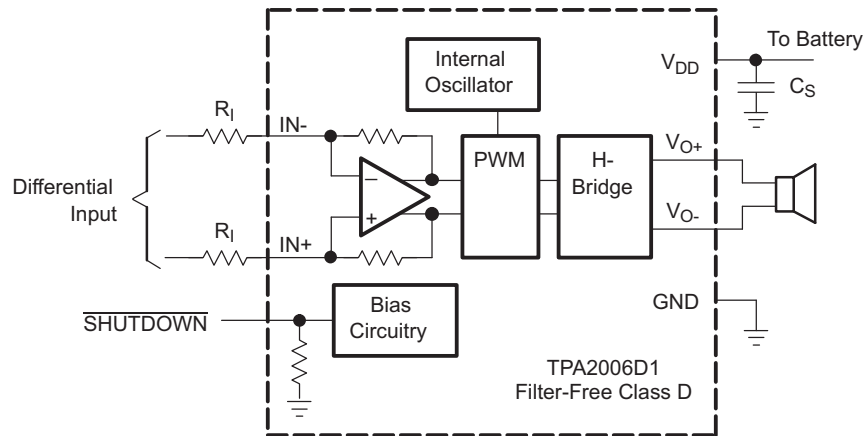 To Battery
Internal
Oscillator
V_DD
C_S
R_I
IN-
PWM
H-
Bridge
V_O+
−
Differential
Input
+
R_I
IN+
V_O-
Bias
Circuitry
SHUTDOWN
GND
TPA2006D1
Filter-Free Class D